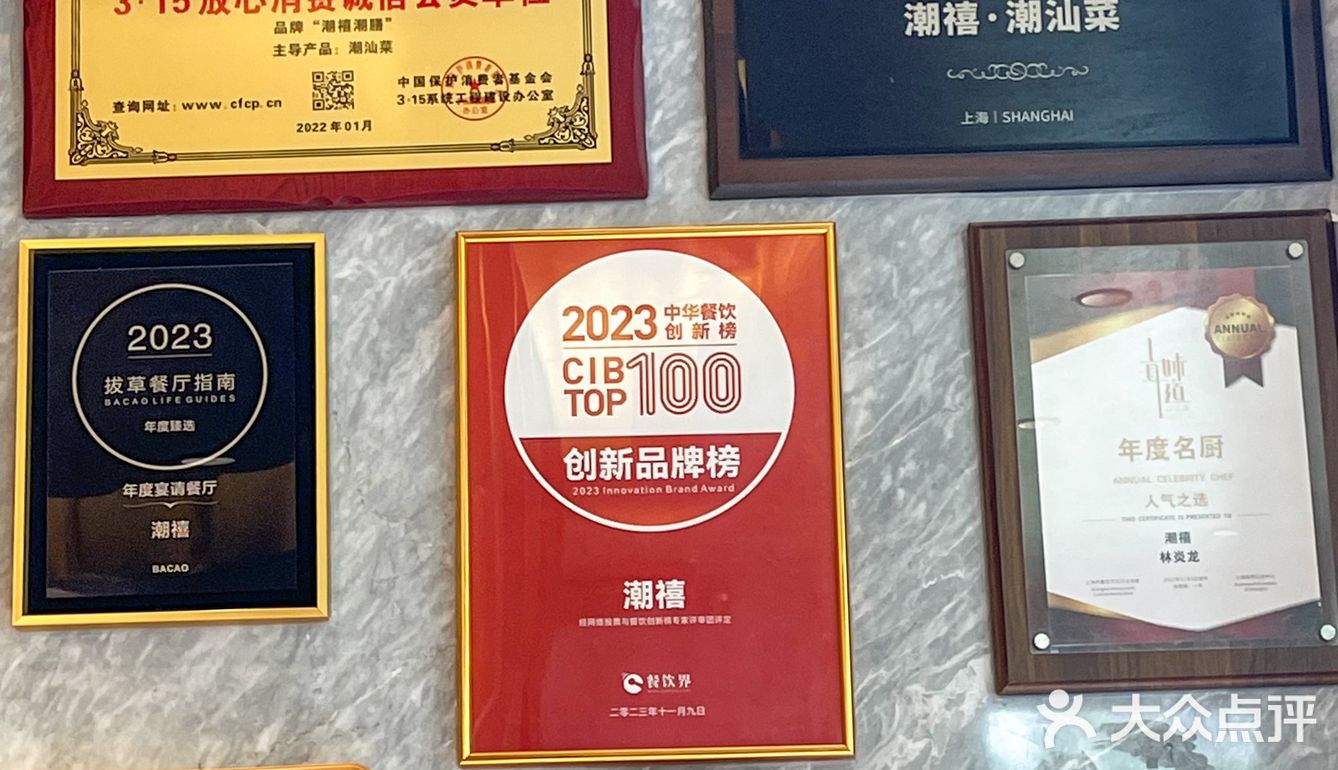 3·15放心消费诚信会员单位
品牌“潮禧潮膳”
主导产品：潮汕菜
查询网址：www.cfcp.cn
中国保护消费者基金会
3·15系统工程建设办公室
2022年01月
潮禧·潮汕菜
上海 | SHANGHAI
2023
拔草餐厅指南
BACAO LIFE GUIDES
年度臻选
年度宴请餐厅
潮禧
BACAO
2023 中华餐饮
创新榜
CIB
TOP 100
创新品牌榜
2023 Innovation Brand Award
潮禧
经网络投票与餐饮创新榜专家评审团评定
餐饮界
二零二三年十一月九日
ANNUAL
年度名厨
ANNUAL CELEBRITY CHEF
人气之选
THIS CERTIFICATE IS PRESENTED TO
潮禧
林炎龙
大众点评